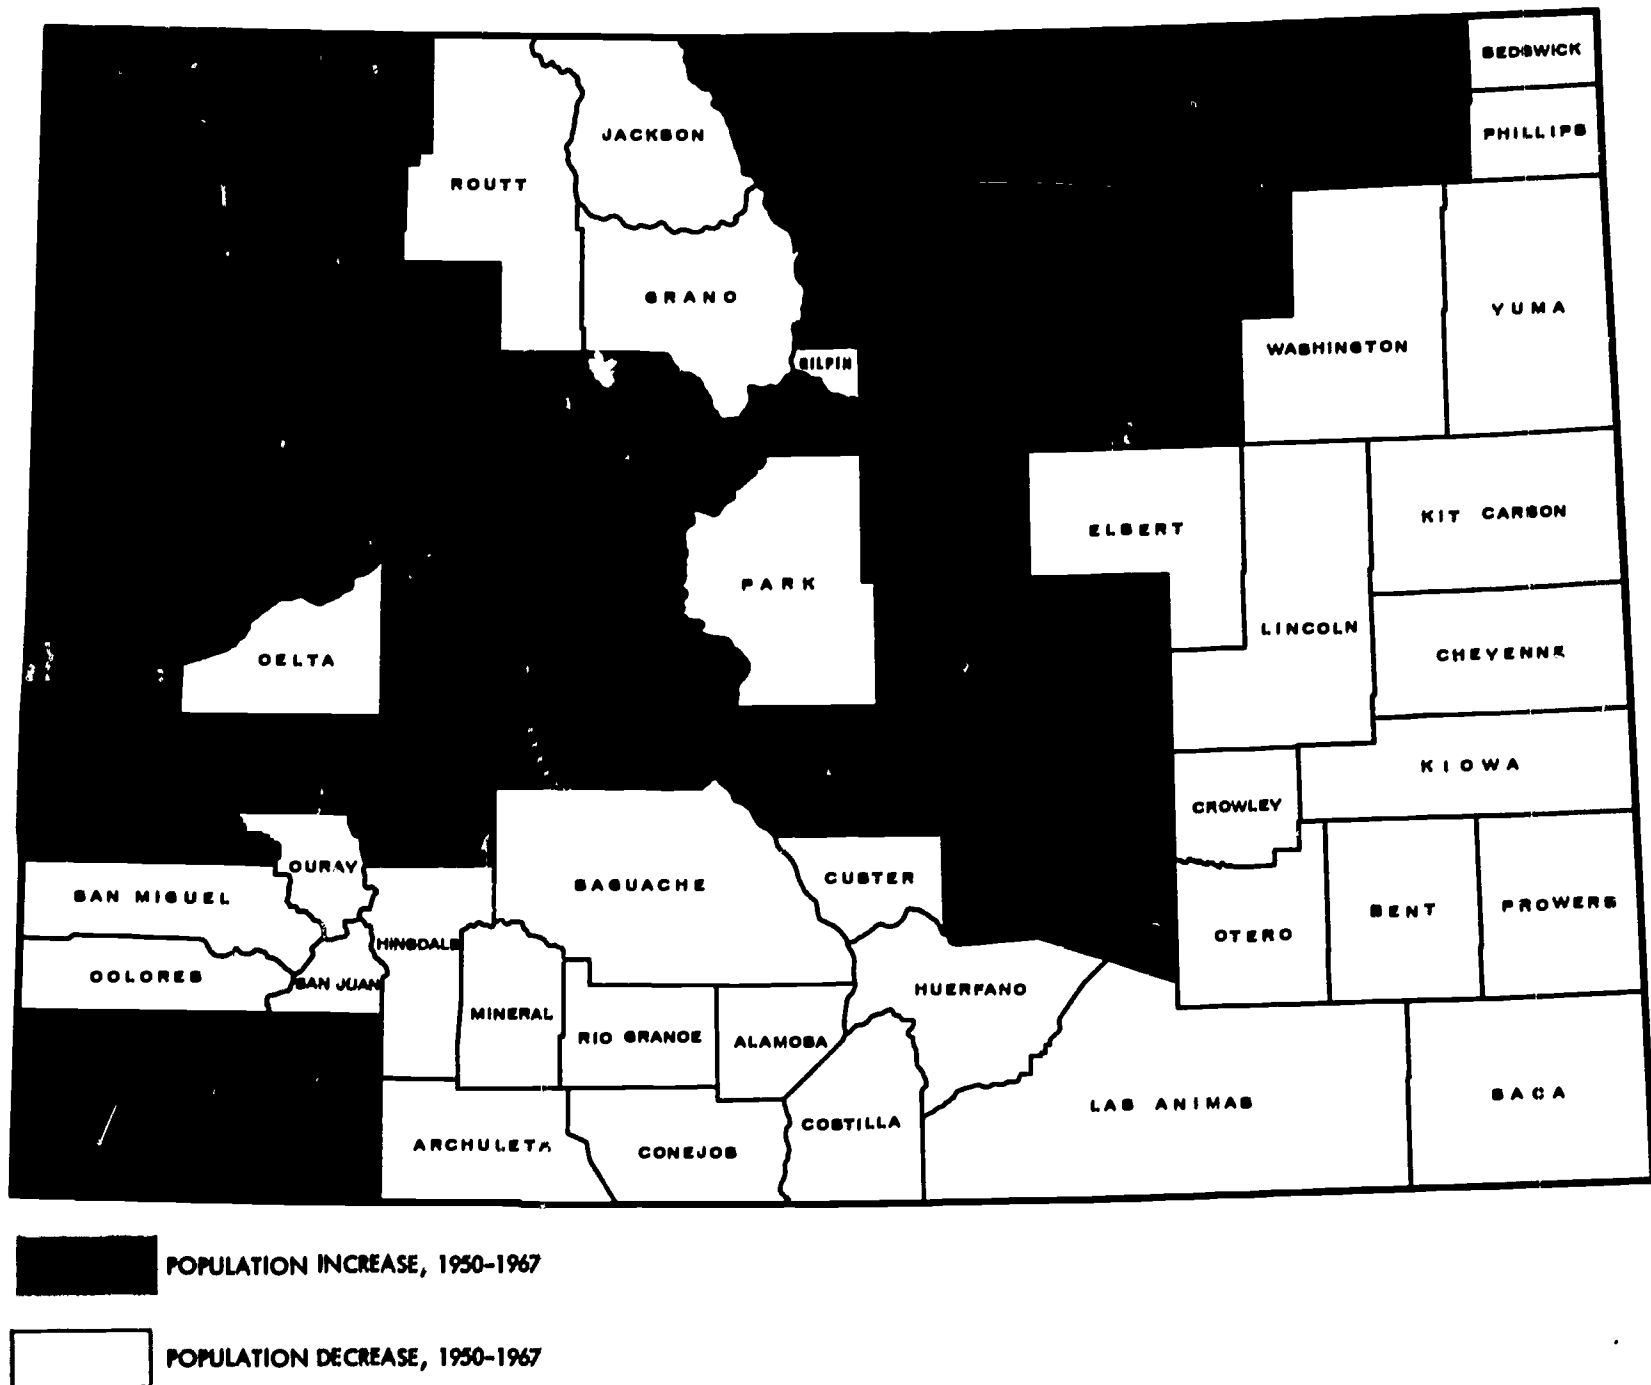 SEDGWICK
PHILLIPS
JACKSON
ROUTT
GRAND
GILPIN
YUMA
WASHINGTON
ELBERT
KIT CARSON
PARK
LINCOLN
CHEYENNE
DELTA
KIOWA
CROWLEY
OURAY
SAGUACHE
CUSTER
SAN MIGUEL
HINSDALE
OTERO
BENT
PROWERS
DOLORES
SAN JUAN
HUERFANO
MINERAL
RIO GRANDE
ALAMOSA
LAS ANIMAS
BACA
ARCHULETA
CONEJOS
COSTILLA
POPULATION INCREASE, 1950-1967
POPULATION DECREASE, 1950-1967